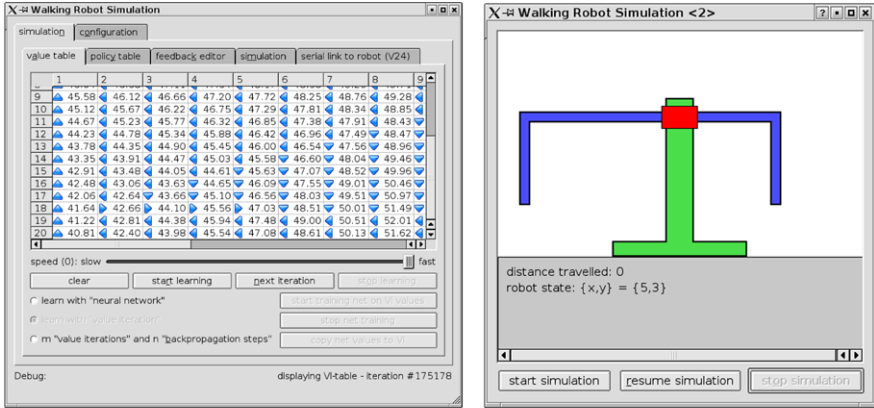 Walking Robot Simulation
simulation configuration
value table policy table feedback editor simulation serial link to robot (V24)
1 2 3 4 5 6 7 8 9
9 45.58 46.12 46.66 47.20 47.72 48.25 48.76 49.28
10 45.12 45.67 46.22 46.75 47.29 47.81 48.34 48.85
11 44.67 45.23 45.77 46.32 46.85 47.38 47.91 48.43
12 44.23 44.78 45.34 45.88 46.42 46.96 47.49 48.47
13 43.78 44.35 44.90 45.45 46.00 46.54 47.56 48.96
14 43.35 43.91 44.47 45.03 45.58 46.60 48.04 49.46
15 42.91 43.48 44.05 44.61 45.63 47.07 48.52 49.96
16 42.48 43.06 43.63 44.65 46.09 47.55 49.01 50.46
17 42.06 42.64 43.66 45.10 46.56 48.03 49.51 50.97
18 41.64 42.66 44.10 45.56 47.03 48.51 50.01 51.49
19 41.22 42.81 44.38 45.94 47.48 49.00 50.51 52.01
20 40.81 42.40 43.98 45.54 47.08 48.61 50.13 51.62
speed (0): slow fast
clear start learning next iteration stop learning
learn with "neural network" start training net on VI values
learn with "value iteration" stop net training
m "value iterations" and n "backpropagation steps" copy net values to VI
Debug: displaying VI-table - iteration #175178
Walking Robot Simulation <2>
distance travelled: 0
robot state: {x,y} = {5,3}
start simulation resume simulation stop simulation